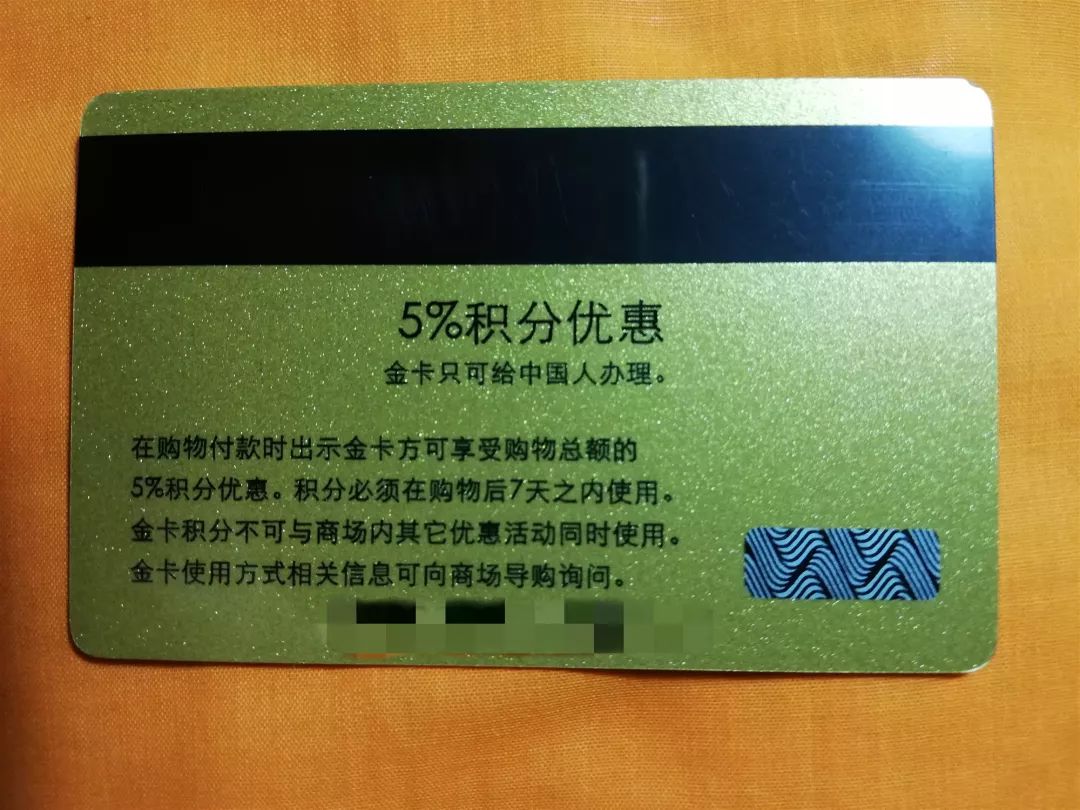 5%积分优惠
金卡只可给中国人办理。
在购物付款时出示金卡方可享受购物总额的
5%积分优惠。积分必须在购物后7天之内使用。
金卡积分不可与商场内其它优惠活动同时使用。
金卡使用方式相关信息可向商场导购询问。